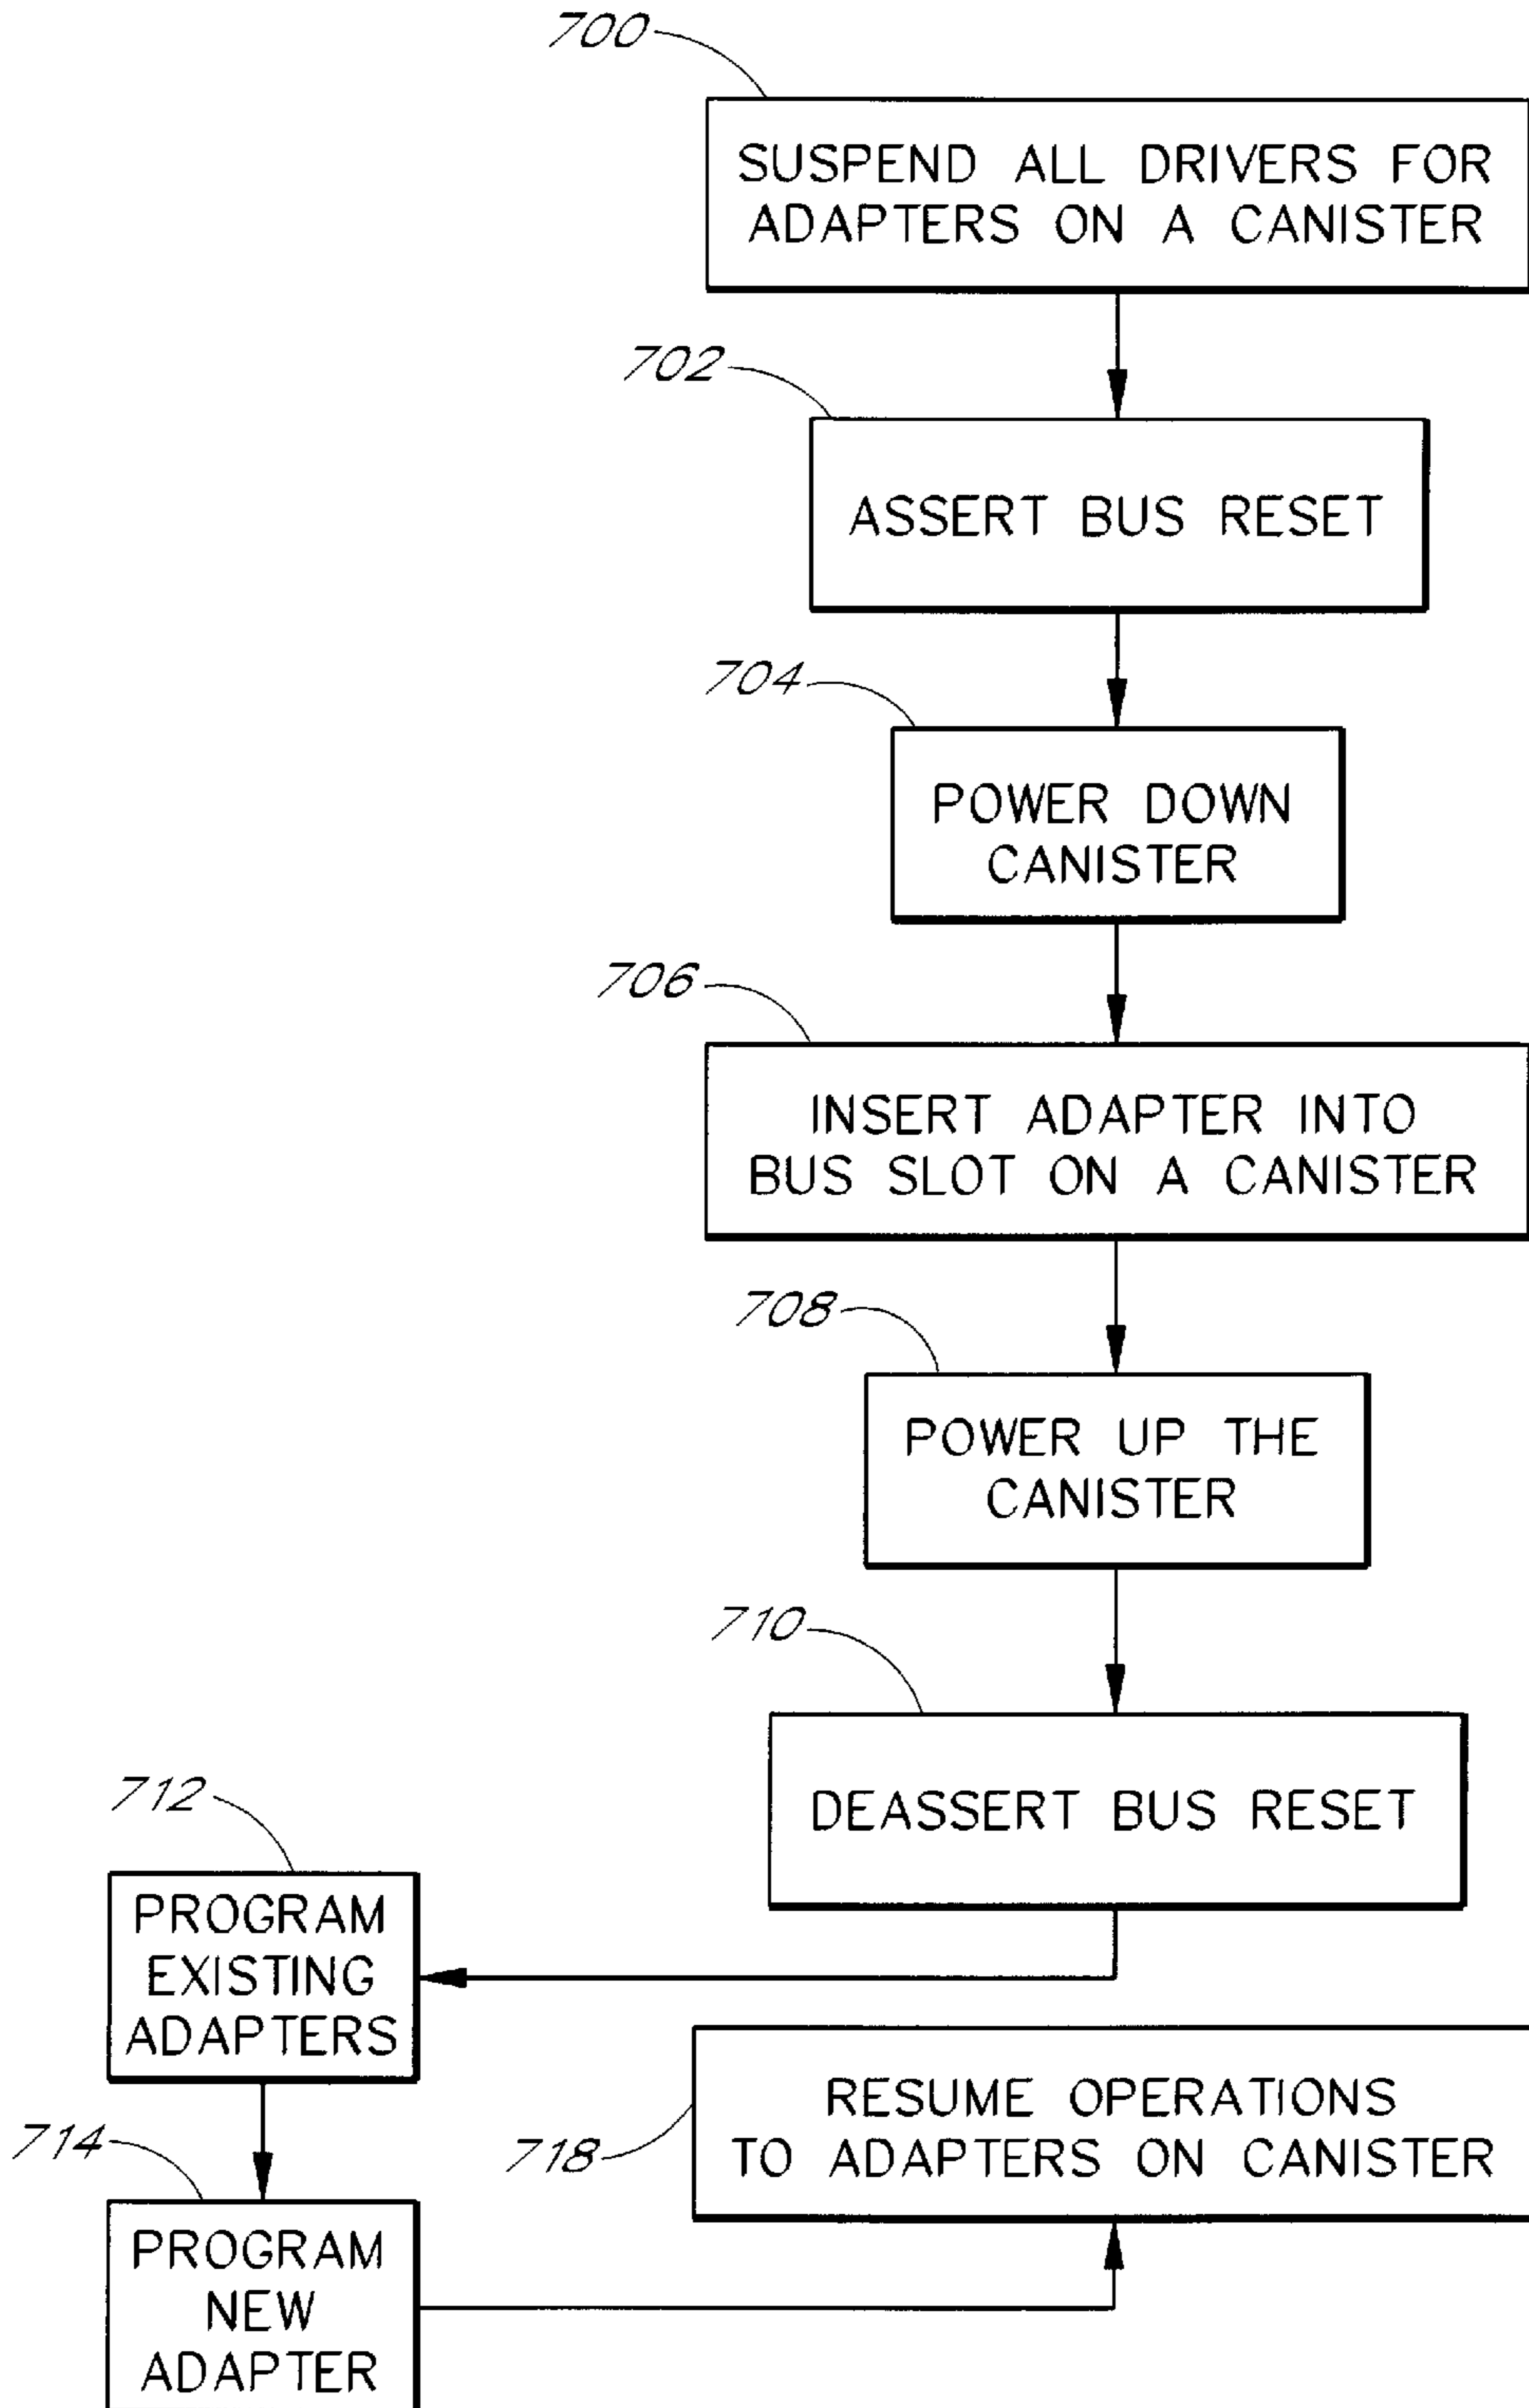 700
SUSPEND ALL DRIVERS FOR
ADAPTERS ON A CANISTER
702
ASSERT BUS RESET
704
POWER DOWN
CANISTER
706
INSERT ADAPTER INTO
BUS SLOT ON A CANISTER
708
POWER UP THE
CANISTER
710
DEASSERT BUS RESET
712
PROGRAM
EXISTING
ADAPTERS
714
PROGRAM
NEW
ADAPTER
718
RESUME OPERATIONS
TO ADAPTERS ON CANISTER